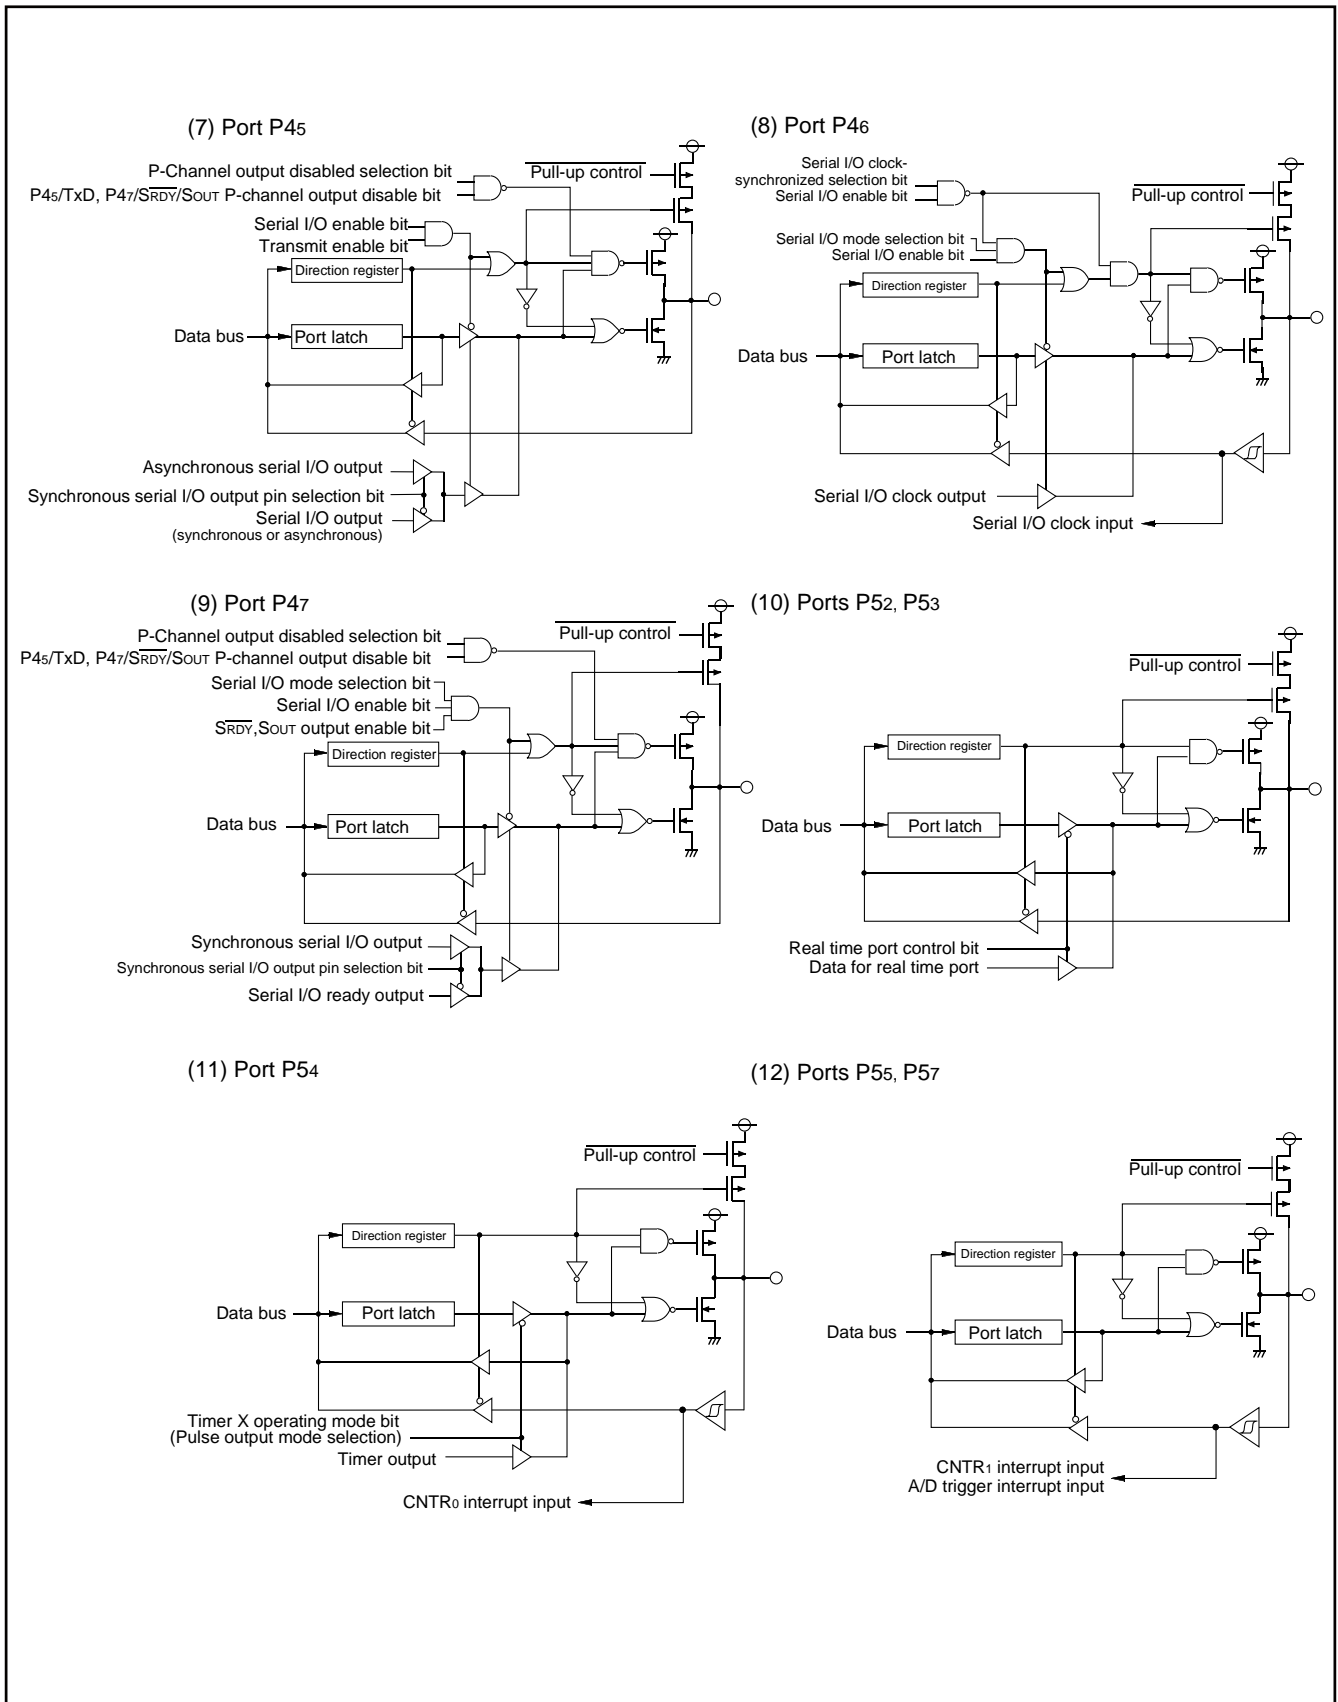 (7) Port P45
P-Channel output disabled selection bit
P45/TxD, P47/SRDY/SOUT P-channel output disable bit
Pull-up control
Serial I/O enable bit
Transmit enable bit
Direction register
Data bus
Port latch
Asynchronous serial I/O output
Synchronous serial I/O output pin selection bit
Serial I/O output
(synchronous or asynchronous)
(8) Port P46
Serial I/O clock-
synchronized selection bit
Serial I/O enable bit
Pull-up control
Serial I/O mode selection bit
Serial I/O enable bit
Direction register
Data bus
Port latch
Serial I/O clock output
Serial I/O clock input
(9) Port P47
P-Channel output disabled selection bit
P45/TxD, P47/SRDY/SOUT P-channel output disable bit
Pull-up control
Serial I/O mode selection bit
Serial I/O enable bit
SRDY,SOUT output enable bit
Direction register
Data bus
Port latch
Synchronous serial I/O output
Synchronous serial I/O output pin selection bit
Serial I/O ready output
(10) Ports P52, P53
Pull-up control
Direction register
Data bus
Port latch
Real time port control bit
Data for real time port
(11) Port P54
Pull-up control
Direction register
Data bus
Port latch
Timer X operating mode bit
(Pulse output mode selection)
Timer output
CNTR0 interrupt input
(12) Ports P55, P57
Pull-up control
Direction register
Data bus
Port latch
CNTR1 interrupt input
A/D trigger interrupt input